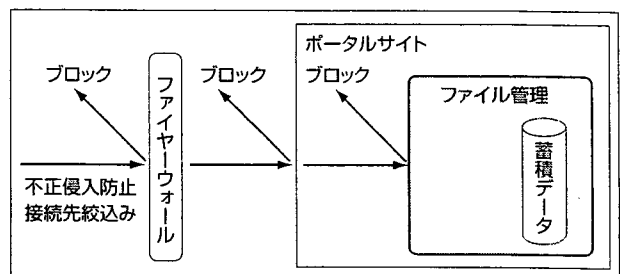 ポータルサイト
ブロック
ブロック
ブロック
ファイル管理
ファイヤーウォール
蓄積データ
不正侵入防止
接続先絞込み